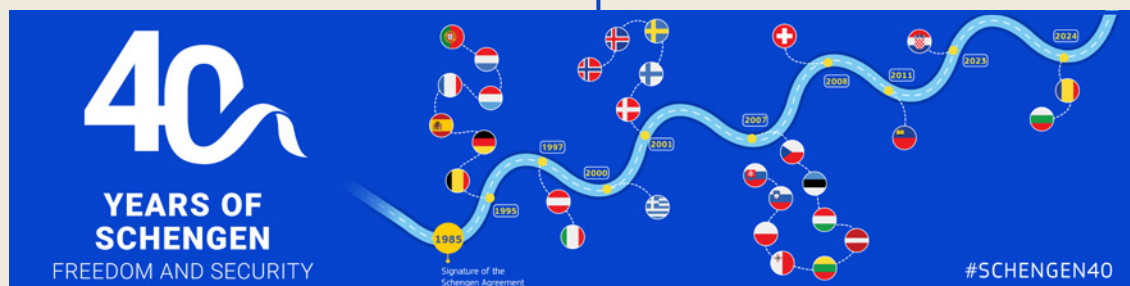 40
YEARS OF
SCHENGEN
FREEDOM AND SECURITY
1985
Signature of the
Schengen Agreement
1995
1997
2000
2001
2007
2008
2011
2023
2024
#SCHENGEN40